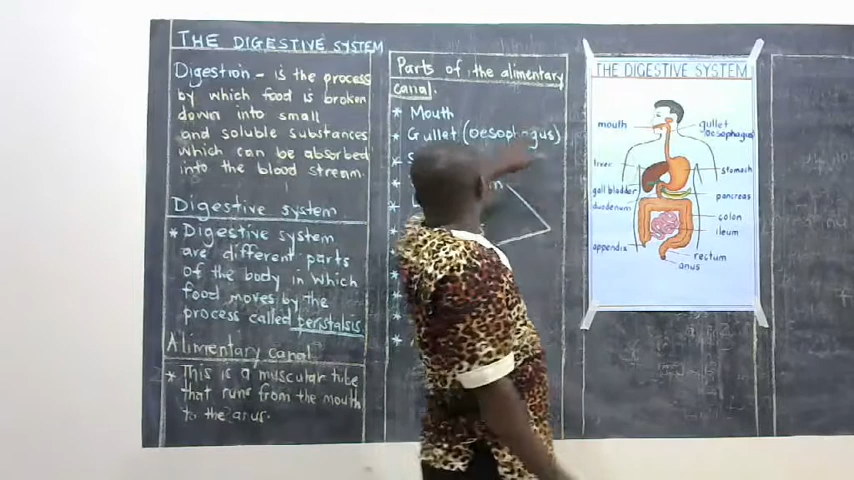 THE DIGESTIVE SYSTEM
Digestion - is the process
by which food is broken
down into small
and soluble substances
which can be absorbed
into the blood stream.
Digestive system
* Digestive system
are different parts
of the body in which
food moves by the
process called peristalsis
Alimentary canal
* This is a muscular tube
that runs from the mouth
to the anus.
Parts of the alimentary
canal.
* Mouth
* Gullet (Oesophagus)
THE DIGESTIVE SYSTEM
mouth
gullet
Oesophagus
liver
stomach
gall bladder
pancreas
duodenum
colon
ileum
appendix
rectum
anus